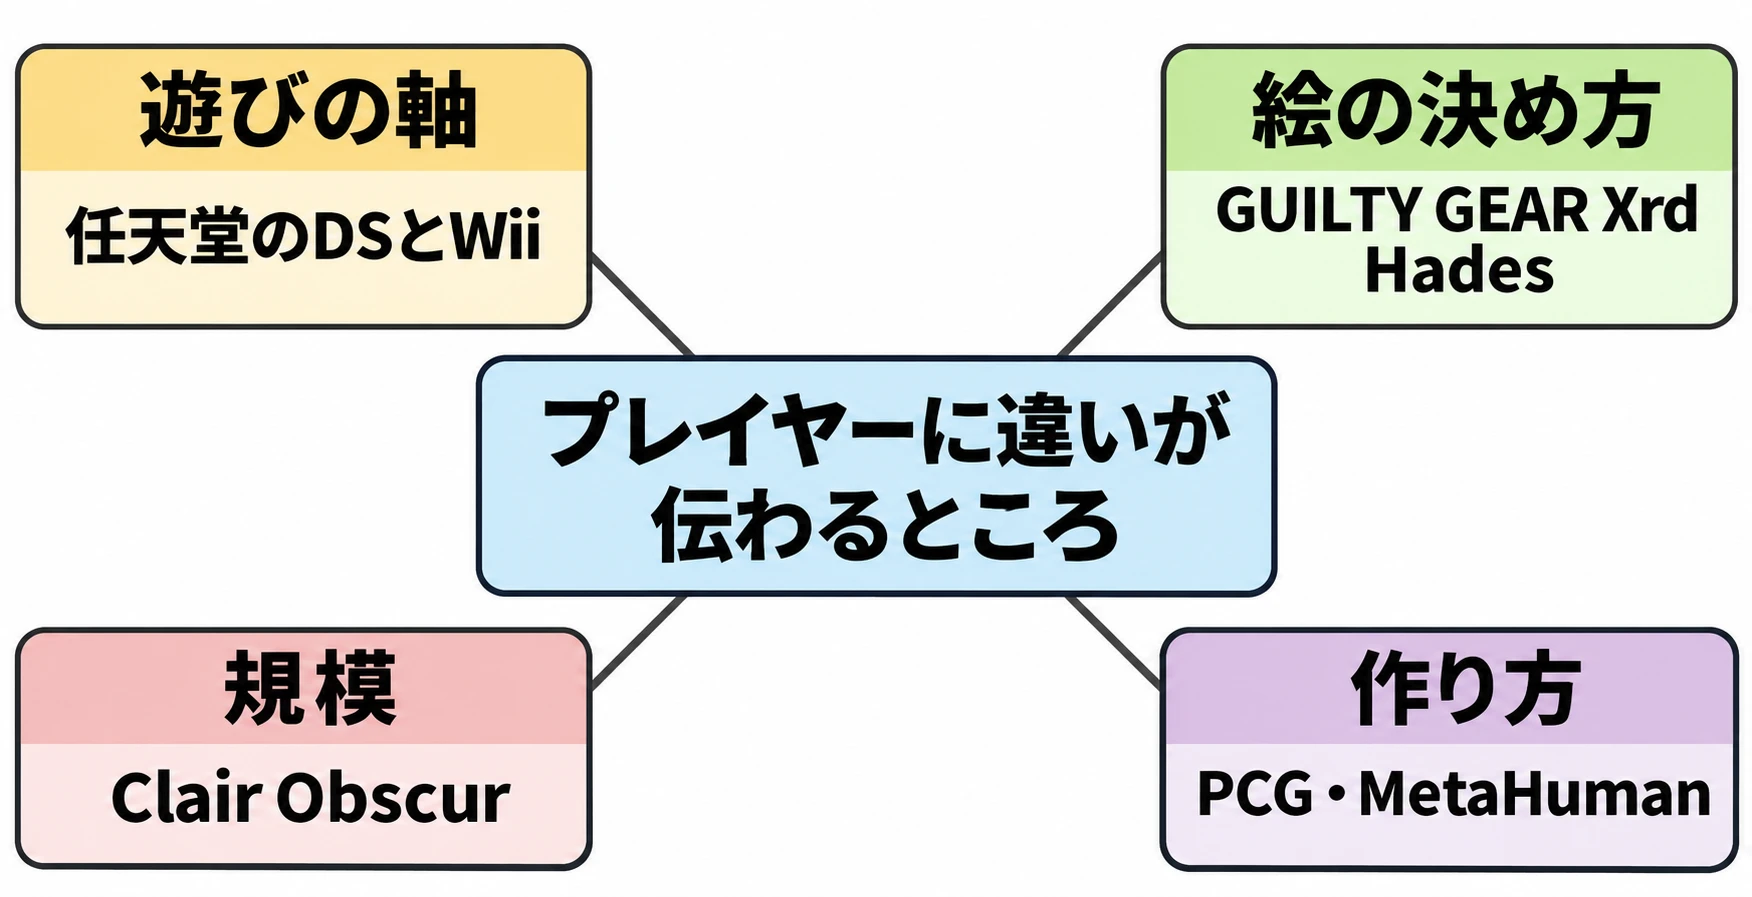 遊びの軸
任天堂のDSとWii
絵の決め方
GUILTY GEAR Xrd
Hades
プレイヤーに違いが
伝わるところ
規模
Clair Obscur
作り方
PCG・MetaHuman